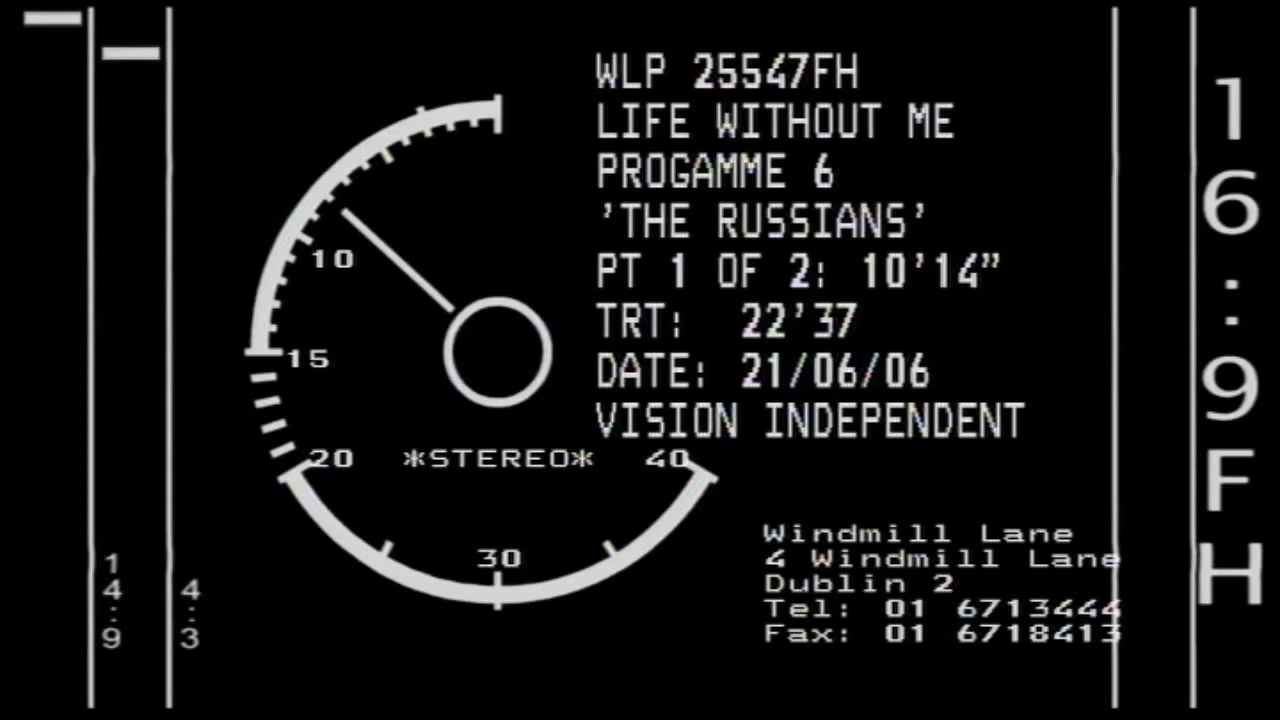 WLP 25547FH
LIFE WITHOUT ME
PROGAMME 6
'THE RUSSIANS'
PT 1 OF 2: 10'14"
TRT: 22'37
DATE: 21/06/06
VISION INDEPENDENT
10
15
20 *STEREO* 40
30
Windmill Lane
4 Windmill Lane
Dublin 2
Tel: 01 6713444
Fax: 01 6718413
14:9
4:3
16:9FH